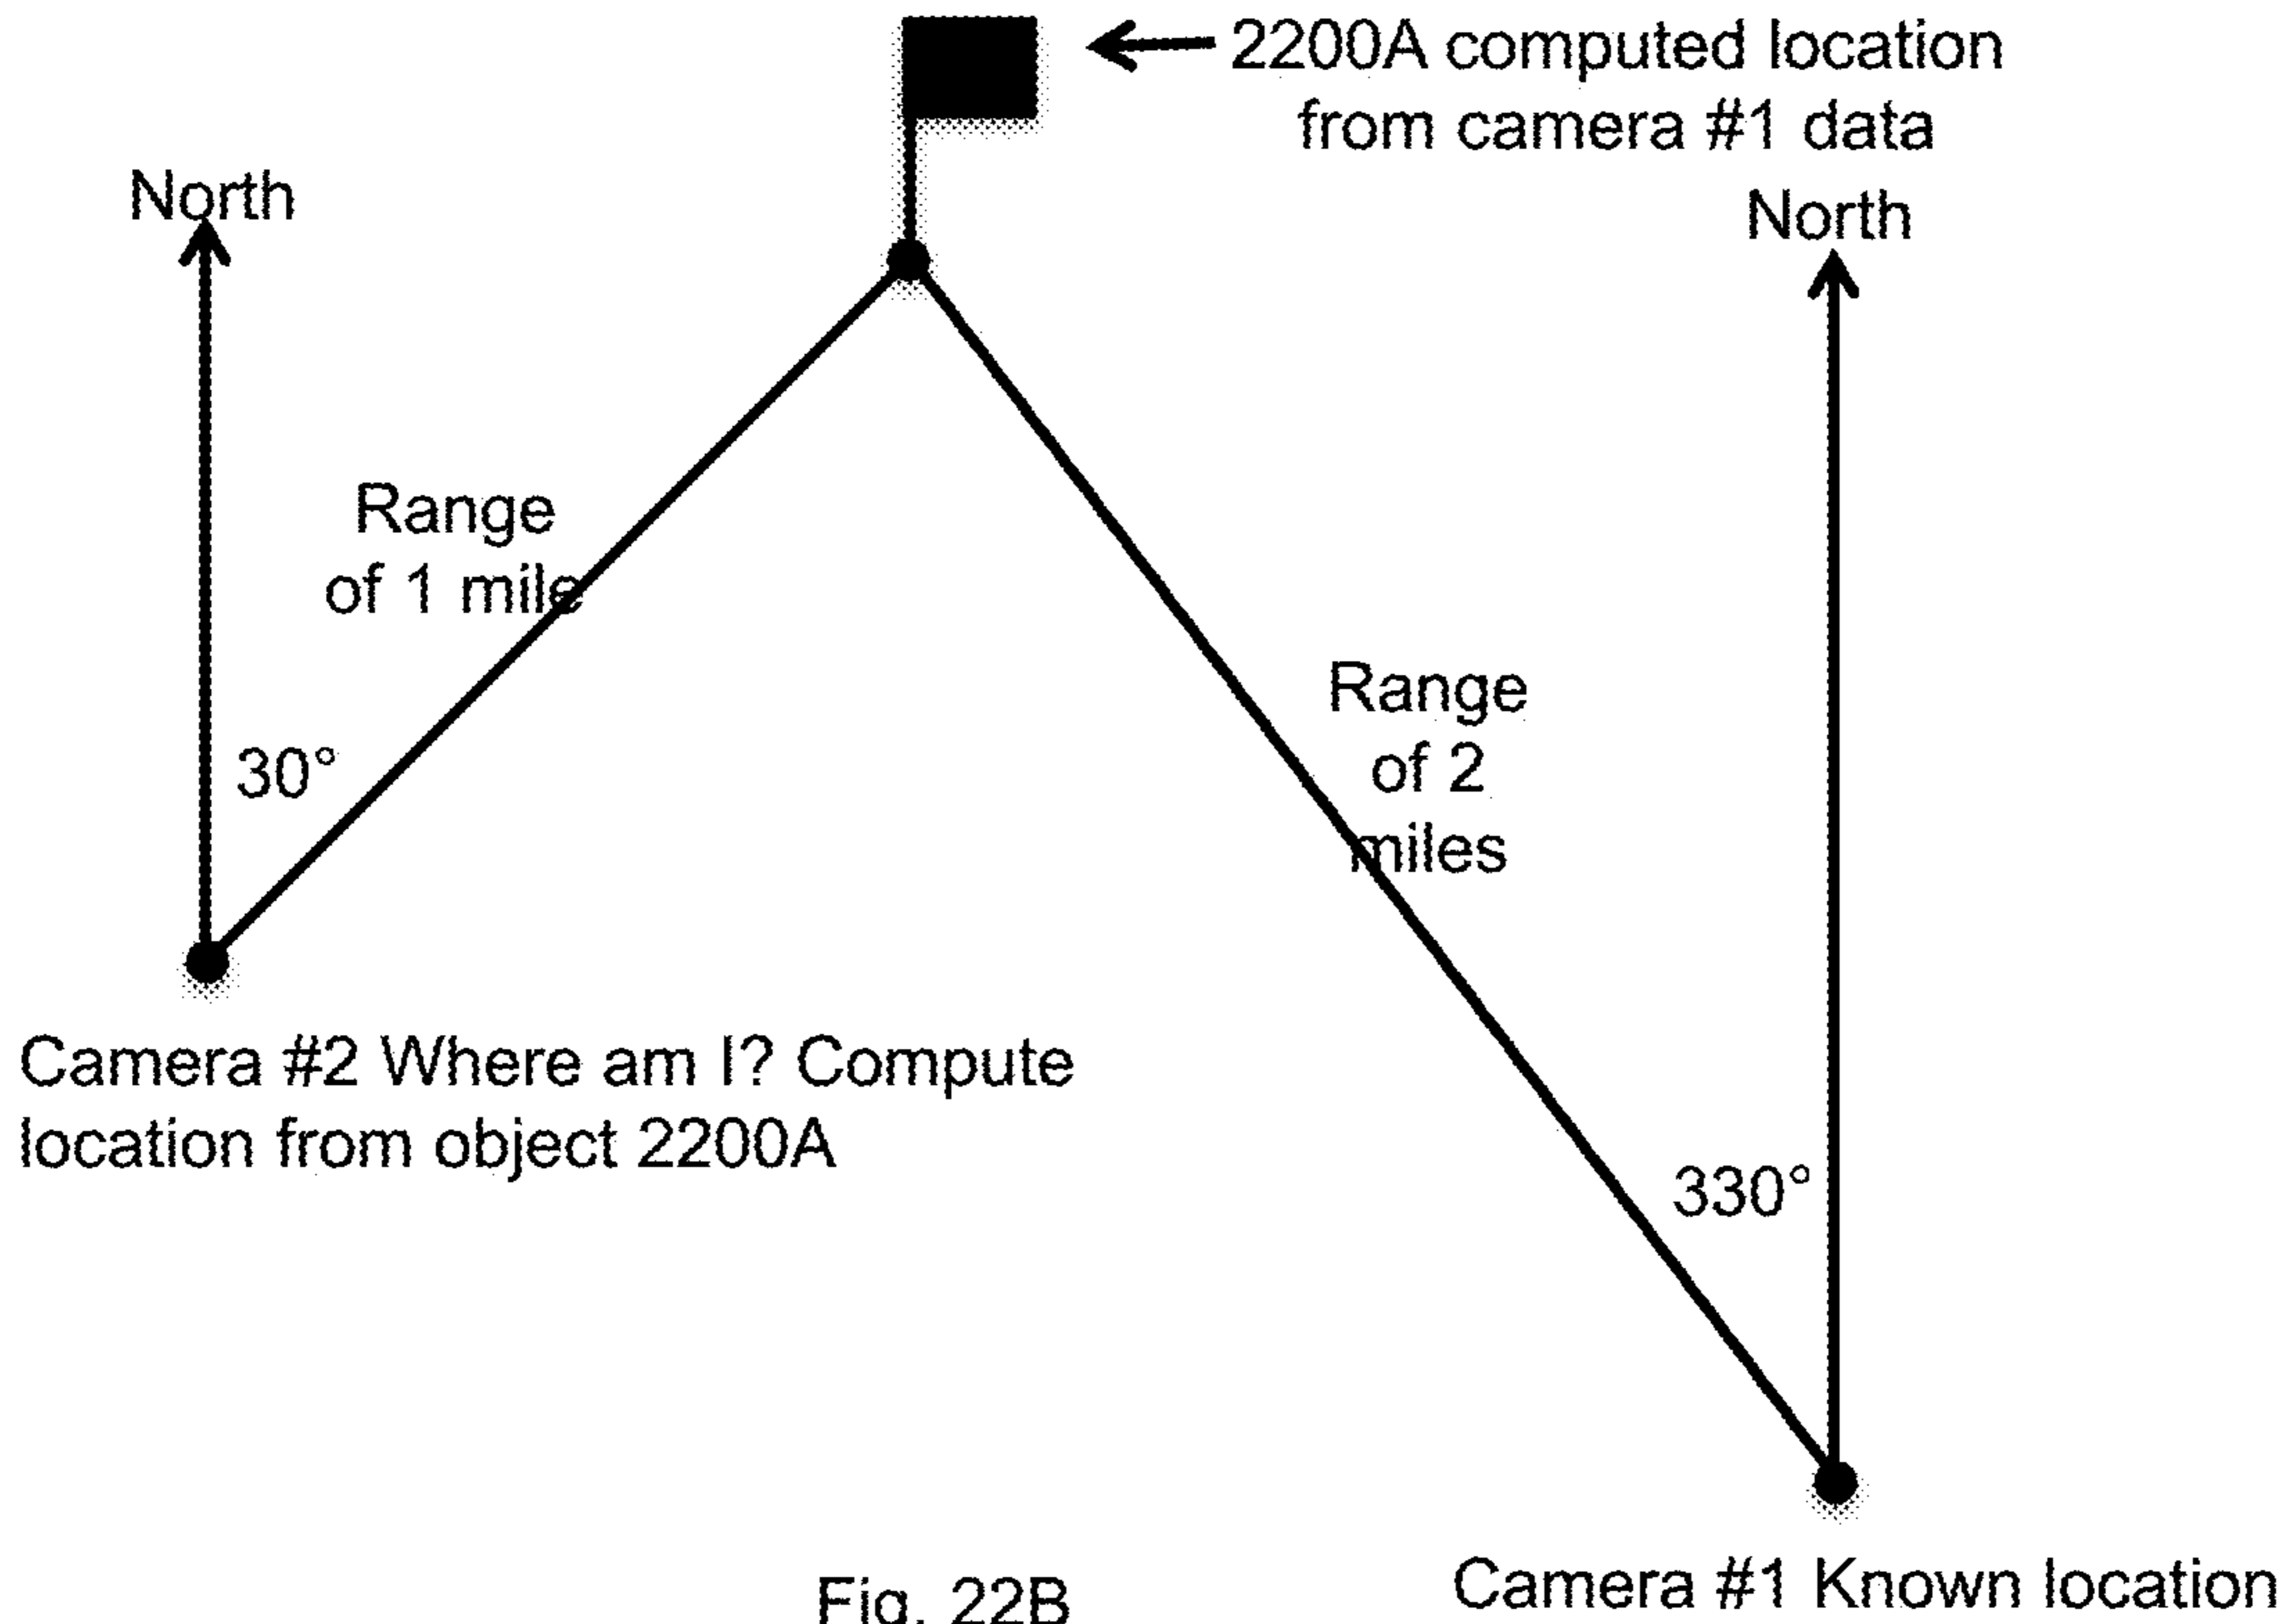 2200A computed location
from camera #1 data
North
North
Range
of 1 mile
Range
of 2
miles
30°
Camera #2 Where am I? Compute
location from object 2200A
330°
Camera #1 Known location
Fig. 22B